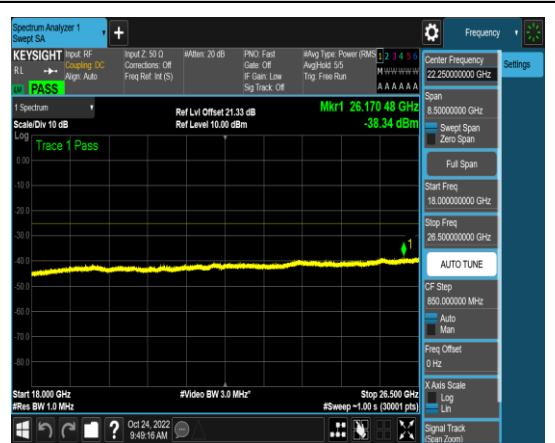 Spectrum Analyzer 1
Swept SA
+
Frequency
KEYSIGHT
RL
Align: Auto
Input: RF
Coupling: DC
LW PASS
Input Z: 50 Ω
Corrections: Off
Freq Ref: Int (S)
#Atten: 20 dB
PNO: Fast
Gate: Off
IF Gain: Low
Sig Track: Off
#Avg Type: Power (RMS
Avg|Hold: 5/5
Trig: Free Run
1 2 3 4 5 6
M W W W W W
A A A A A A
1 Spectrum
Scale/Div 10 dB
Log
Ref Lvl Offset 21.33 dB
Ref Level 10.00 dBm
Mkr1 26.170 48 GHz
-38.34 dBm
Trace 1 Pass
0.00
-10.0
-20.0
-30.0
-40.0
-50.0
-60.0
-70.0
-80.0
1
Start 18.000 GHz
#Res BW 1.0 MHz
#Video BW 3.0 MHz*
Stop 26.500 GHz
#Sweep ~1.00 s (30001 pts)
?
Oct 24, 2022
9:49:16 AM
Center Frequency
22.250000000 GHz
Settings
Span
8.50000000 GHz
Swept Span
Zero Span
Full Span
Start Freq
18.000000000 GHz
Stop Freq
26.500000000 GHz
AUTO TUNE
CF Step
850.000000 MHz
Auto
Man
Freq Offset
0 Hz
X Axis Scale
Log
Lin
Signal Track
(Span Zoom)